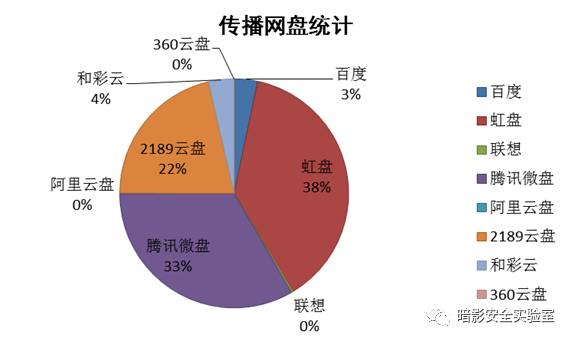 传播网盘统计
360云盘
0%
百度
3%
和彩云
4%
2189云盘
22%
虹盘
38%
阿里云盘
0%
腾讯微盘
33%
联想
0%
百度
虹盘
联想
腾讯微盘
阿里云盘
2189云盘
和彩云
360云盘
暗影安全实验室